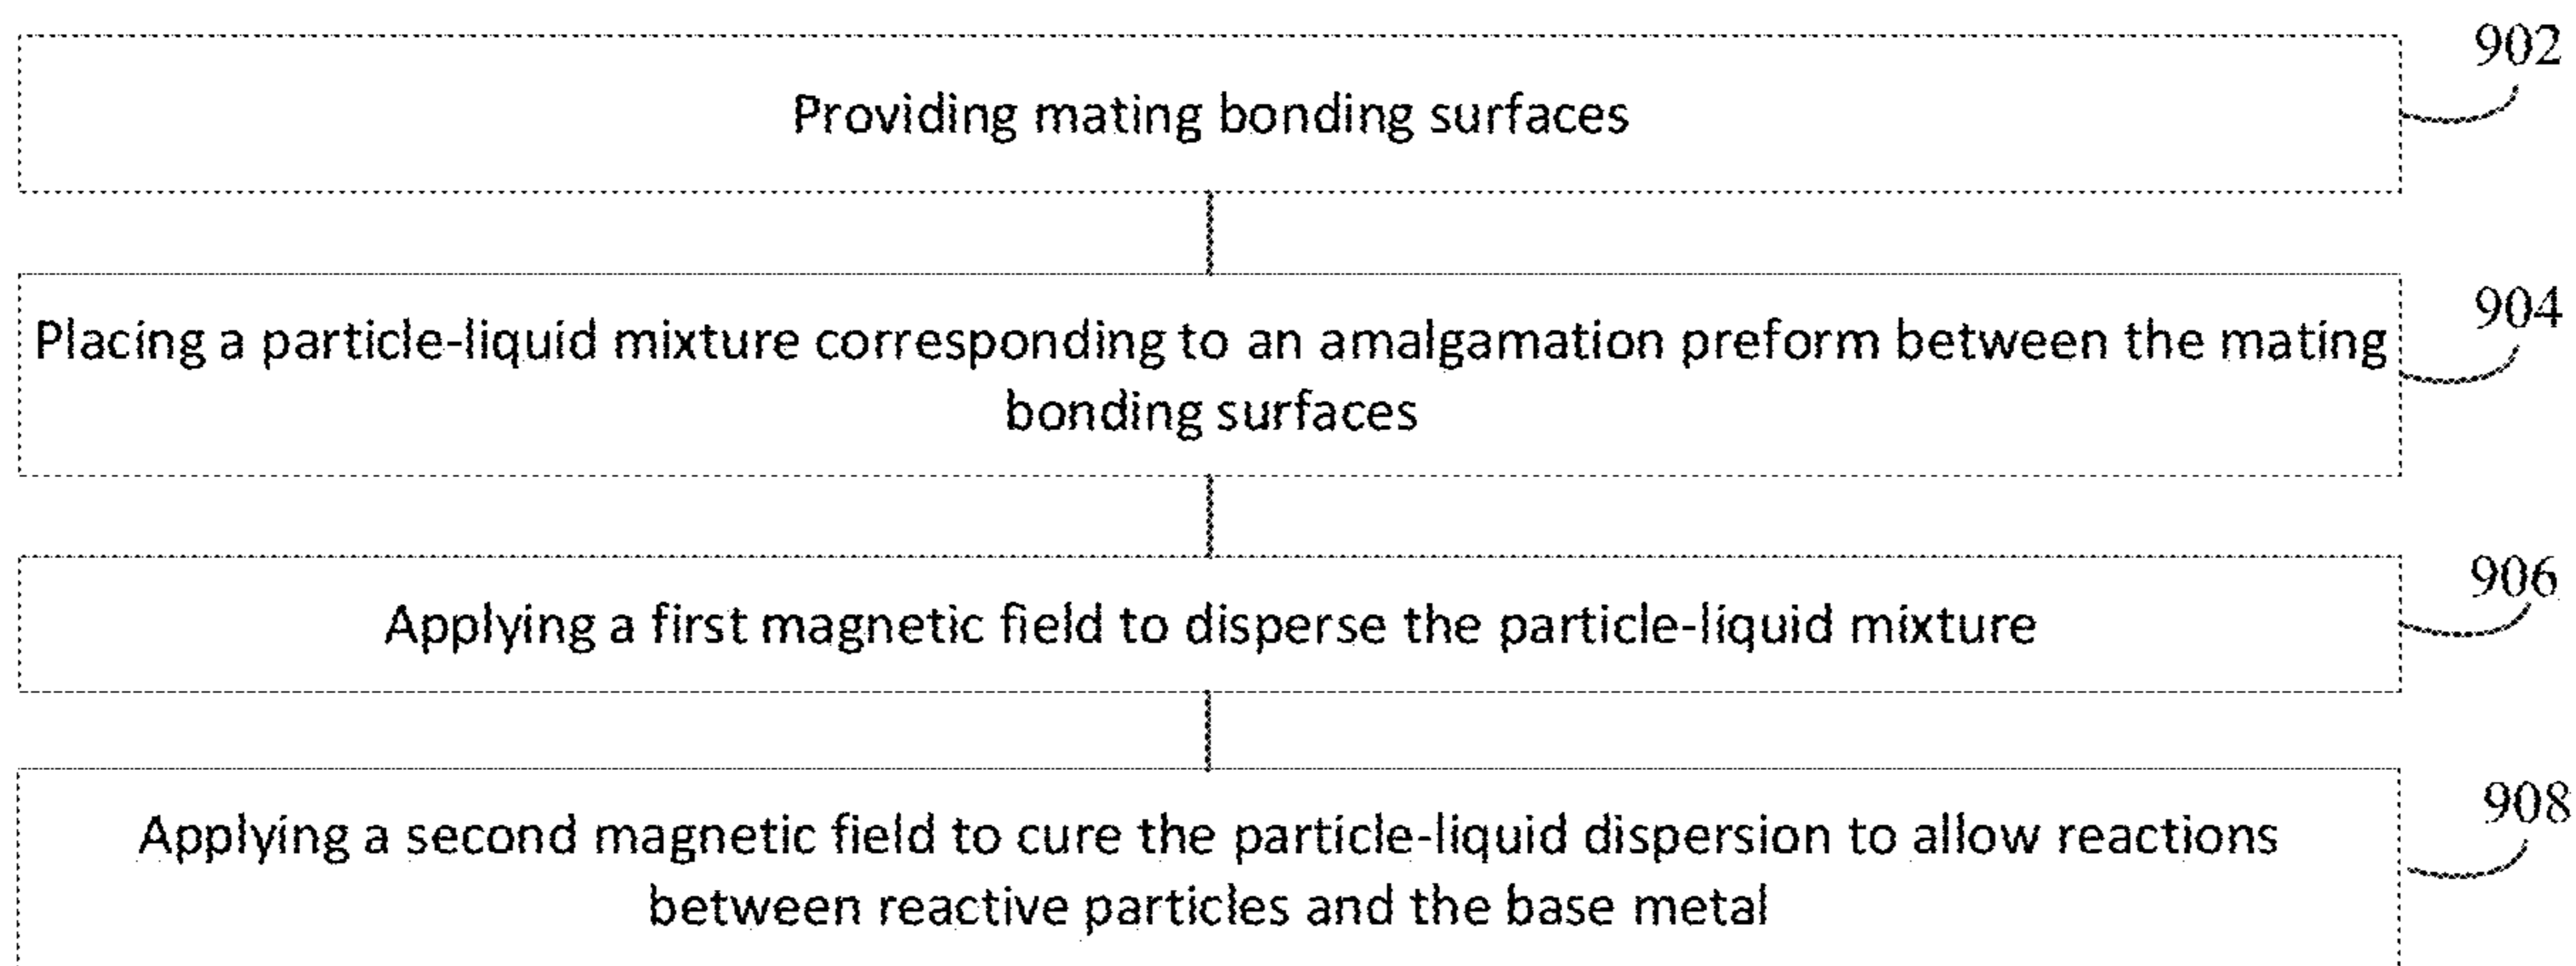 902
Providing mating bonding surfaces
904
Placing a particle-liquid mixture corresponding to an amalgamation preform between the mating
bonding surfaces
906
Applying a first magnetic field to disperse the particle-liquid mixture
908
Applying a second magnetic field to cure the particle-liquid dispersion to allow reactions
between reactive particles and the base metal